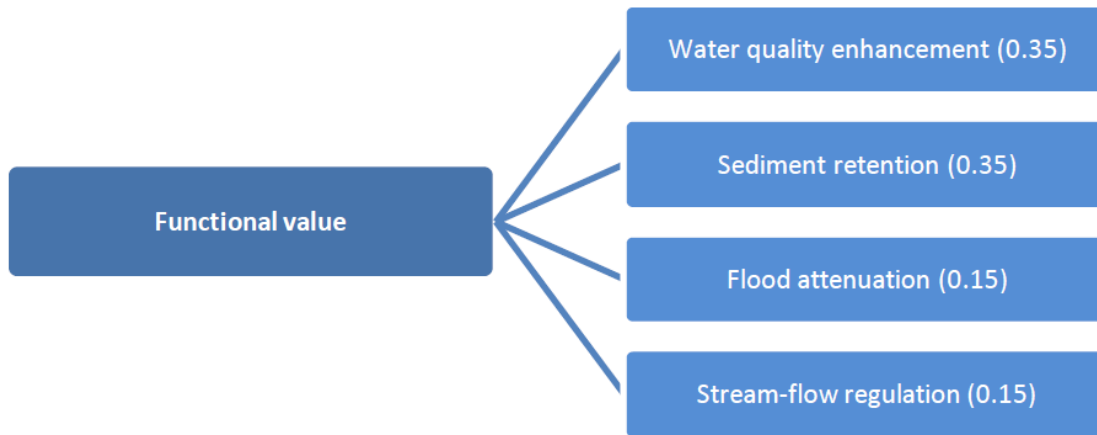 Water quality enhancement (0.35)
Sediment retention (0.35)
Functional value
Flood attenuation (0.15)
Stream-flow regulation (0.15)